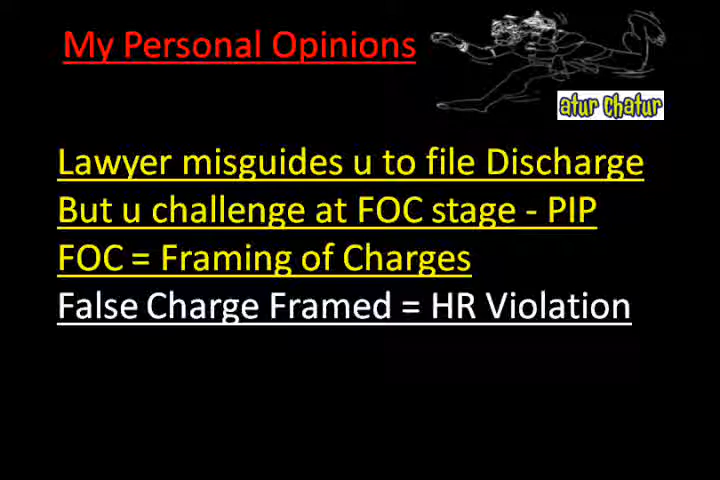 My Personal Opinions
atur chatur
Lawyer misguides u to file Discharge
But u challenge at FOC stage - PIP
FOC = Framing of Charges
False Charge Framed = HR Violation